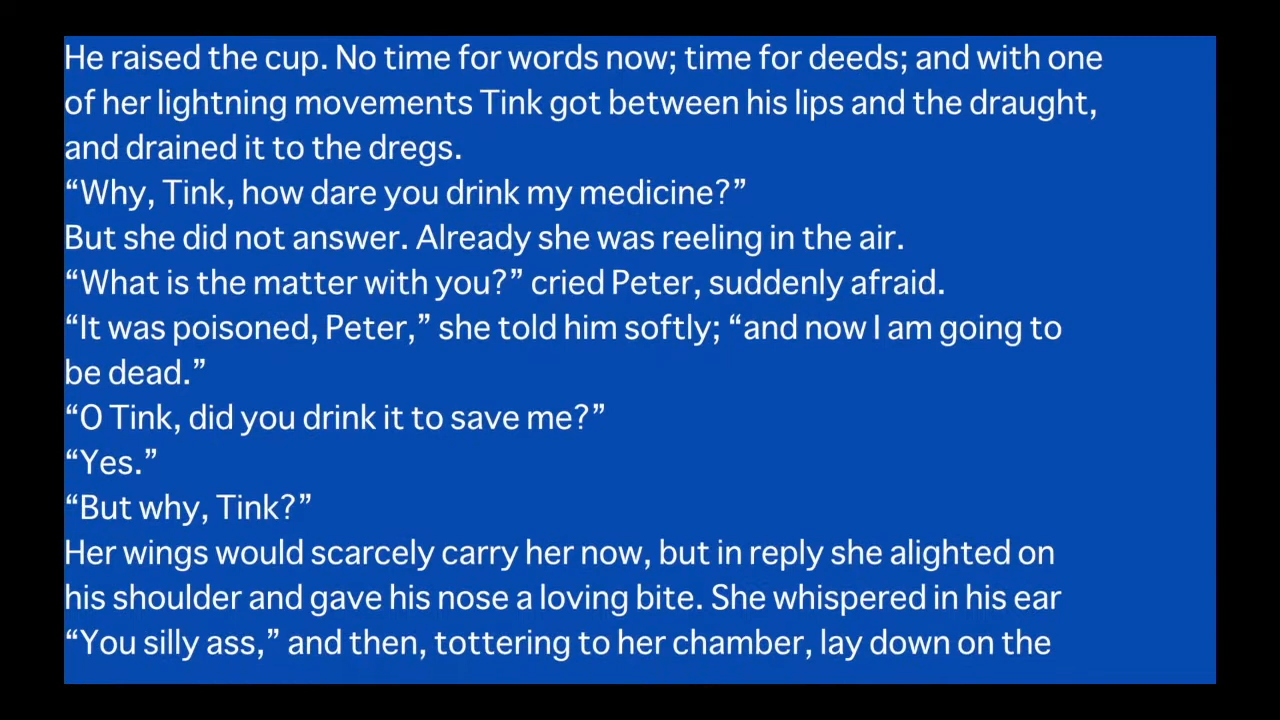 He raised the cup. No time for words now; time for deeds; and with one
of her lightning movements Tink got between his lips and the draught,
and drained it to the dregs.
“Why, Tink, how dare you drink my medicine?”
But she did not answer. Already she was reeling in the air.
“What is the matter with you?” cried Peter, suddenly afraid.
“It was poisoned, Peter,” she told him softly; “and now I am going to
be dead.”
“O Tink, did you drink it to save me?”
“Yes.”
“But why, Tink?”
Her wings would scarcely carry her now, but in reply she alighted on
his shoulder and gave his nose a loving bite. She whispered in his ear
“You silly ass,” and then, tottering to her chamber, lay down on the